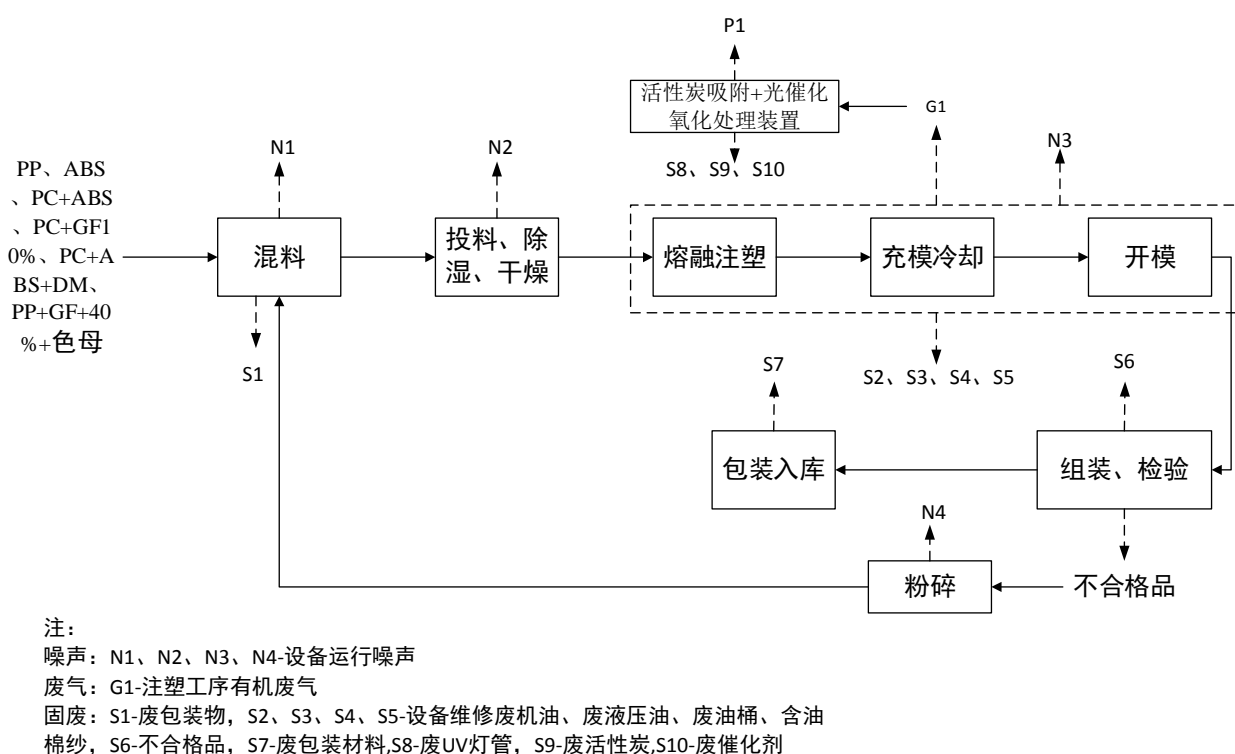 P1
活性炭吸附+光催化
氧化处理装置
G1
S8、S9、S10
N1
N2
N3
PP、ABS
、PC+ABS
、PC+GF1
0%、PC+A
BS+DM、
PP+GF+40
%+色母
混料
投料、除
湿、干燥
熔融注塑
充模冷却
开模
S1
S2、S3、S4、S5
S7
S6
包装入库
组装、检验
N4
粉碎
不合格品
注：
噪声：N1、N2、N3、N4-设备运行噪声
废气：G1-注塑工序有机废气
固废：S1-废包装物，S2、S3、S4、S5-设备维修废机油、废液压油、废油桶、含油
棉纱，S6-不合格品，S7-废包装材料,S8-废UV灯管，S9-废活性炭,S10-废催化剂